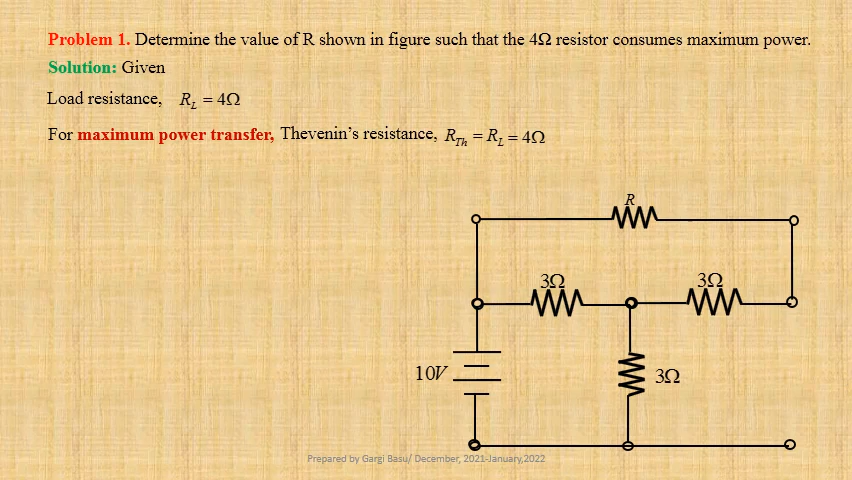 Problem 1. Determine the value of R shown in figure such that the 4Ω resistor consumes maximum power.
Solution: Given
Load resistance, R_L = 4Ω
For maximum power transfer, Thevenin's resistance, R_Th = R_L = 4Ω
R
3Ω 3Ω
10V 3Ω
Prepared by Gargi Basu/ December, 2021-January,2022